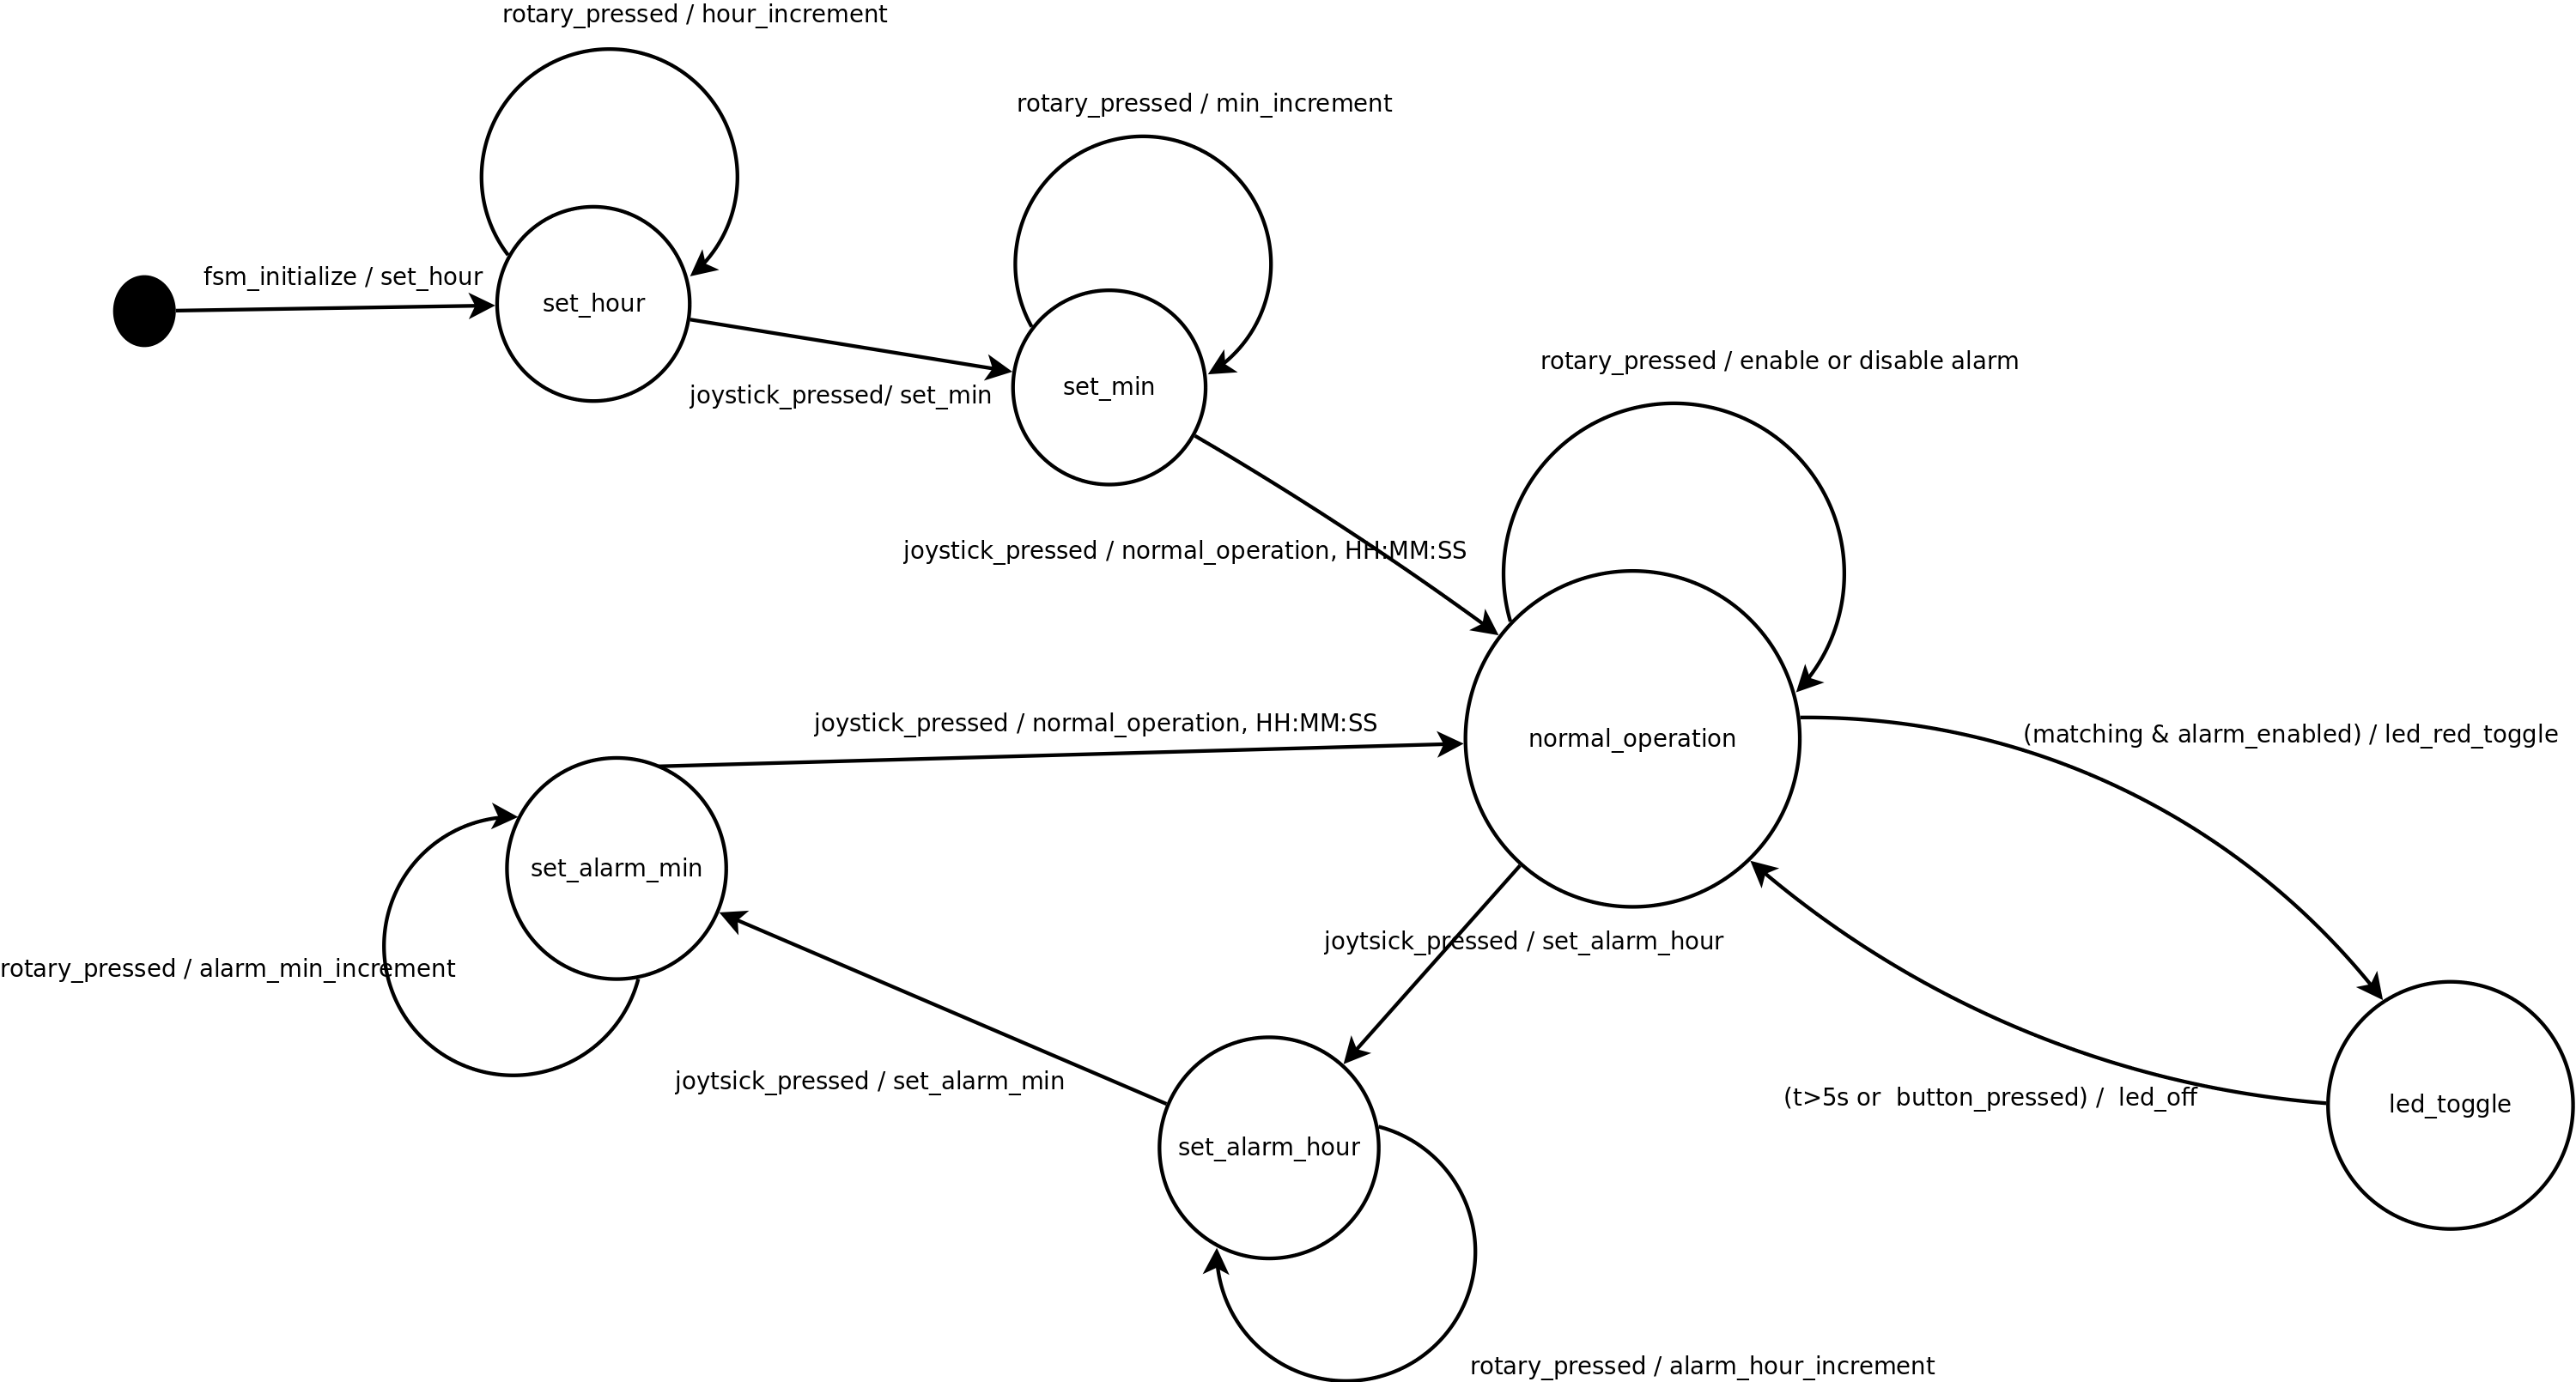 rotary_pressed / hour_increment
rotary_pressed / min_increment
fsm_initialize / set_hour
set_hour
joystick_pressed/ set_min
set_min
rotary_pressed / enable or disable alarm
joystick_pressed / normal_operation, HH:MM:SS
joystick_pressed / normal_operation, HH:MM:SS
normal_operation
(matching & alarm_enabled) / led_red_toggle
set_alarm_min
joytsick_pressed / set_alarm_hour
rotary_pressed / alarm_min_increment
joytsick_pressed / set_alarm_min
(t>5s or  button_pressed) /  led_off
led_toggle
set_alarm_hour
rotary_pressed / alarm_hour_increment